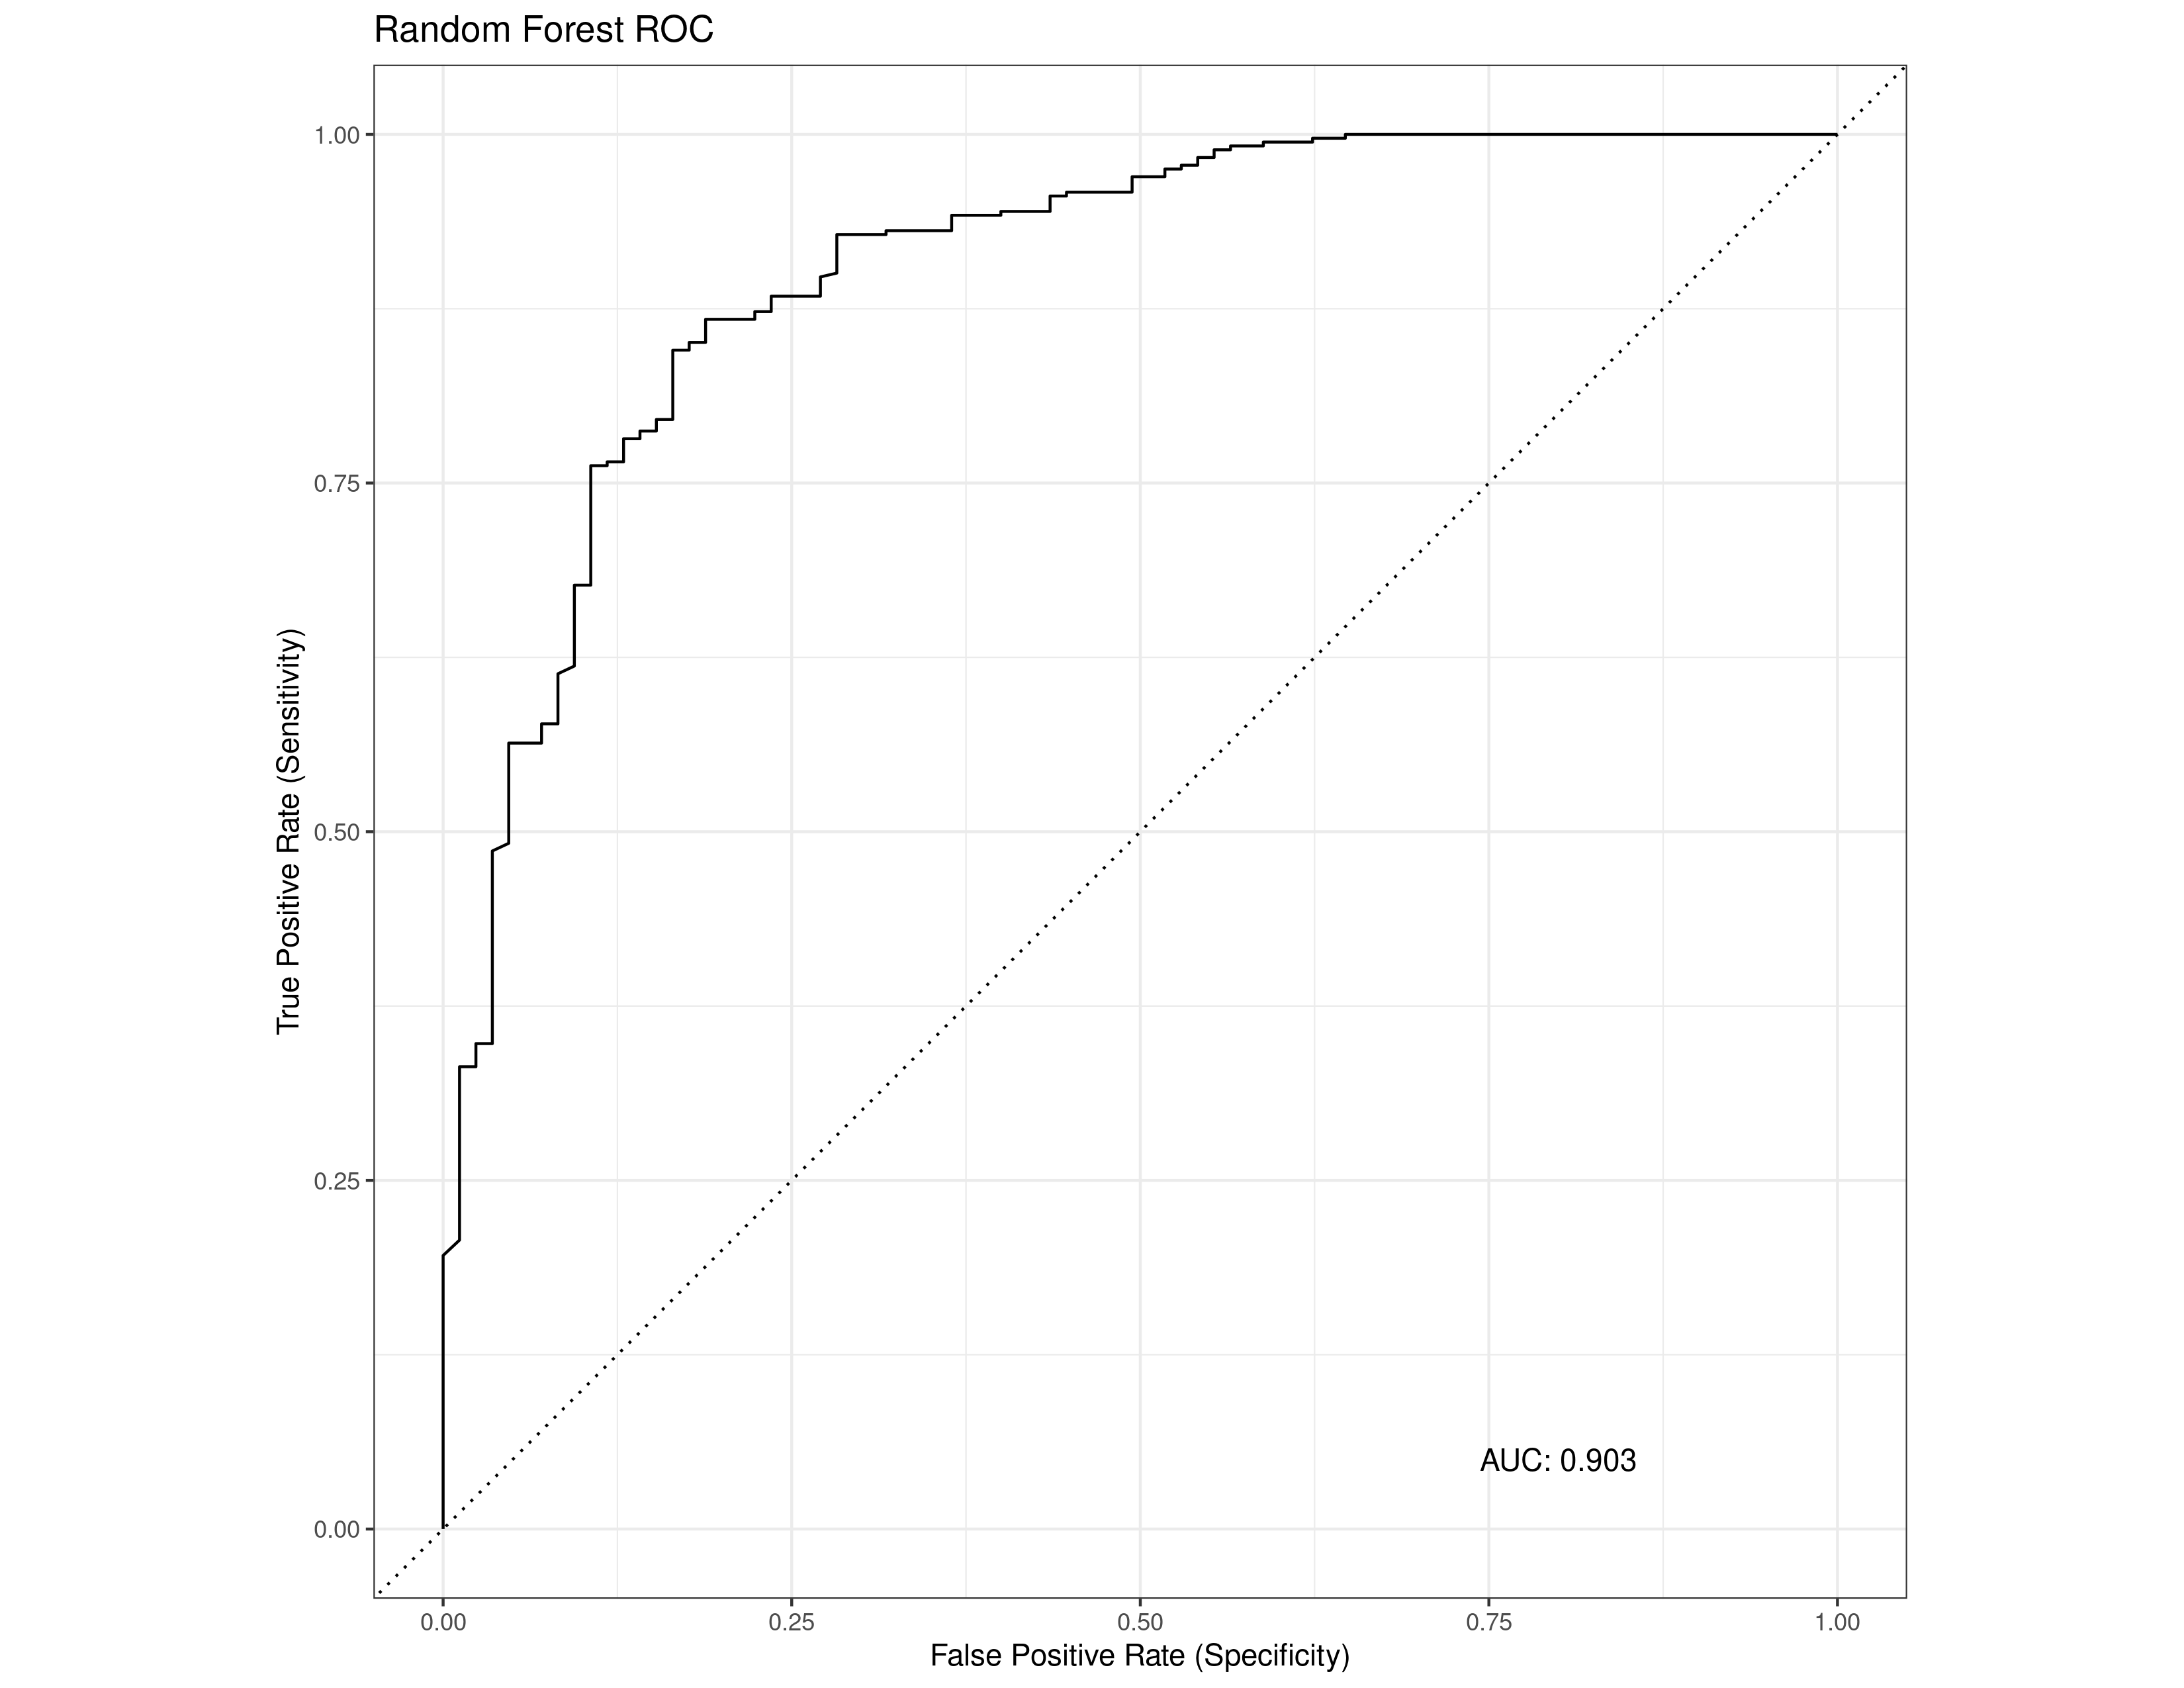 Random Forest ROC
1.00
0.75
0.50
0.25
0.00
True Positive Rate (Sensitivity)
AUC: 0.903
0.00 0.25 0.50 0.75 1.00
False Positive Rate (Specificity)